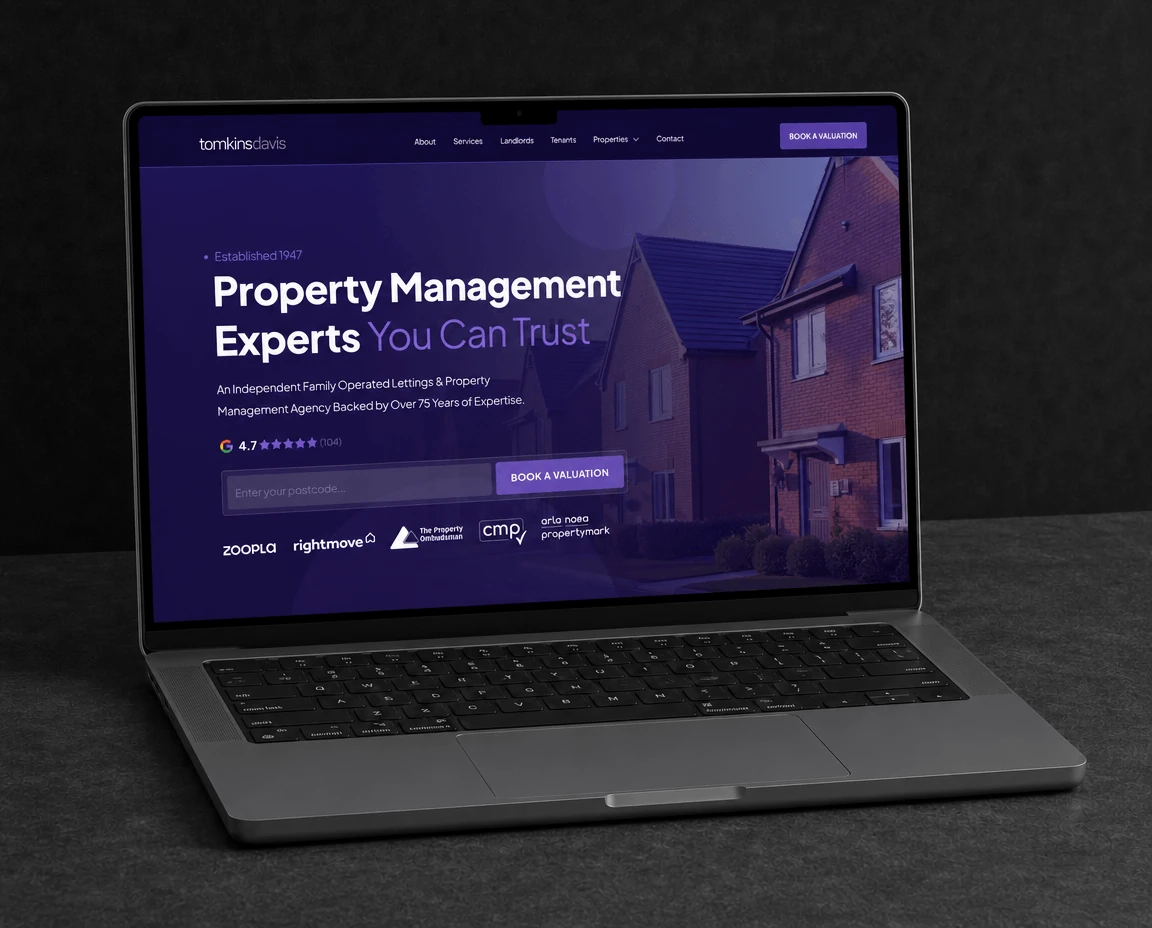 tomkinsdavis
About Services Landlords Tenants Properties Contact
BOOK A VALUATION
Established 1947
Property Management
Experts You Can Trust
An Independent Family Operated Lettings & Property
Management Agency Backed by Over 75 Years of Expertise.
4.7 (104)
Enter your postcode...
BOOK A VALUATION
ZOOPLA
rightmove
The Property
Ombudsman
cmp
arla naea
propertymark